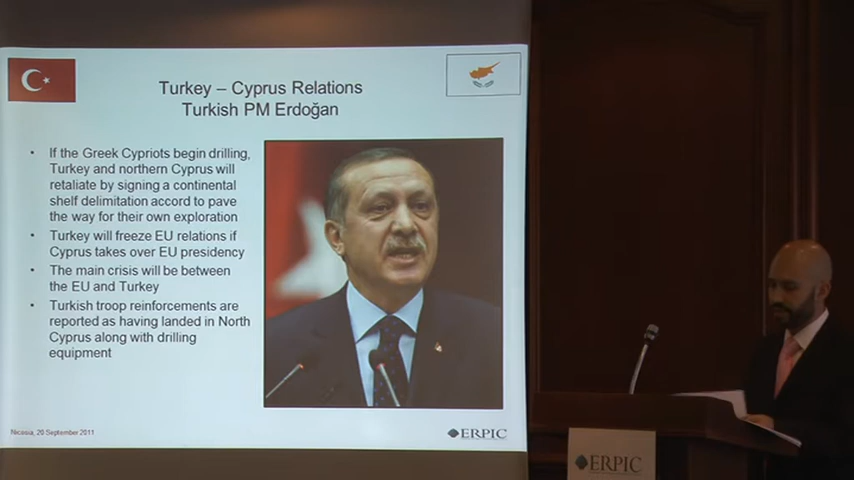 Turkey – Cyprus Relations
Turkish PM Erdoğan
• If the Greek Cypriots begin drilling,
Turkey and northern Cyprus will
retaliate by signing a continental
shelf delimitation accord to pave
the way for their own exploration
• Turkey will freeze EU relations if
Cyprus takes over EU presidency
• The main crisis will be between
the EU and Turkey
• Turkish troop reinforcements are
reported as having landed in North
Cyprus along with drilling
equipment
Nicosia, 20 September 2011
ERPIC
ERPIC